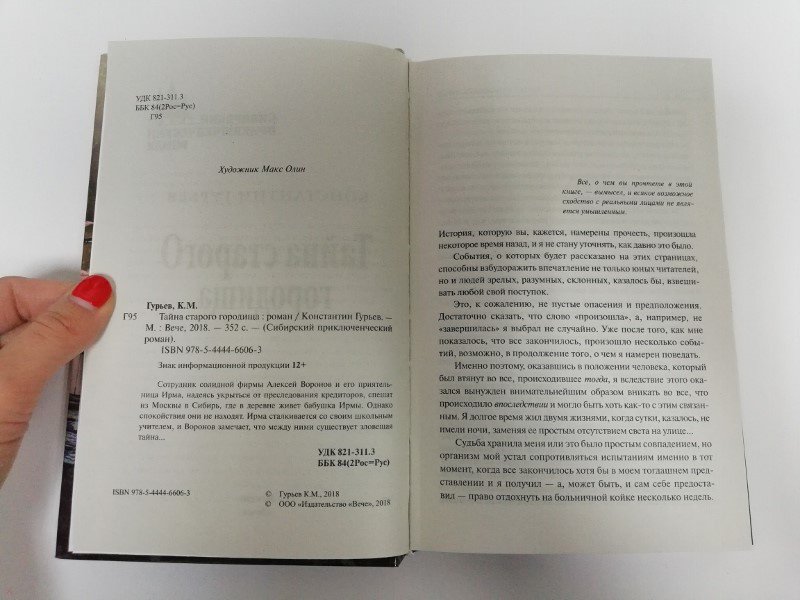 УДК 821-311.3
ББК 84(2Рос=Рус)
Г95
Художник Макс Олин
Гурьев, К.М.
Г95 Тайна старого городища : роман / Константин Гурьев. —
М. : Вече, 2018. — 352 с. — (Сибирский приключенческий
роман).
ISBN 978-5-4444-6606-3
Знак информационной продукции 12+
Сотрудник солидной фирмы Алексей Воронов и его приятель-
ница Ирма, надеясь укрыться от преследования кредиторов, спешат
из Москвы в Сибирь, где в деревне живет бабушка Ирмы. Однако
спокойствия они не находят. Ирма сталкивается со своим школьным
учителем, и Воронов замечает, что между ними существует зловещая
тайна...
УДК 821-311.3
ББК 84(2Рос=Рус)
ISBN 978-5-4444-6606-3
© Гурьев К.М., 2018
© ООО «Издательство «Вече», 2018
Все, о чем вы прочтете в этой
книге, — вымысел, и всякое возможное
сходство с реальными лицами не явля-
ется умышленным.
История, которую вы, кажется, намерены прочесть, произошла
некоторое время назад, и я не стану уточнять, как давно это было.
События, о которых будет рассказано на этих страницах,
способны взбудоражить впечатление не только юных читателей,
но и людей зрелых, разумных, склонных, казалось бы, взвеши-
вать любой свой поступок.
Это, к сожалению, не пустые опасения и предположения.
Достаточно сказать, что слово «произошла», а, например, не
«завершилась» я выбрал не случайно. Уже после того, как мне
показалось, что все закончилось, произошло несколько собы-
тий, возможно, в продолжение того, о чем я намерен поведать.
Именно поэтому, оказавшись в положении человека, который
был втянут во все, происходившее тогда, я вследствие этого ока-
зался вынужден внимательнейшим образом вникать во все, что
происходило впоследствии и могло быть хоть как-то с этим связан-
ным. Я долгое время жил двумя жизнями, когда сутки, казалось, не
имели ночи, заменяя ее простым отсутствием света на улице...
Судьба хранила меня или это было простым совпадением, но
организм мой устал сопротивляться испытаниям именно в тот
момент, когда все закончилось хотя бы в моем тогдашнем пред-
ставлении и я получил — а, может быть, и сам себе предоста-
вил — право отдохнуть на больничной койке несколько недель.